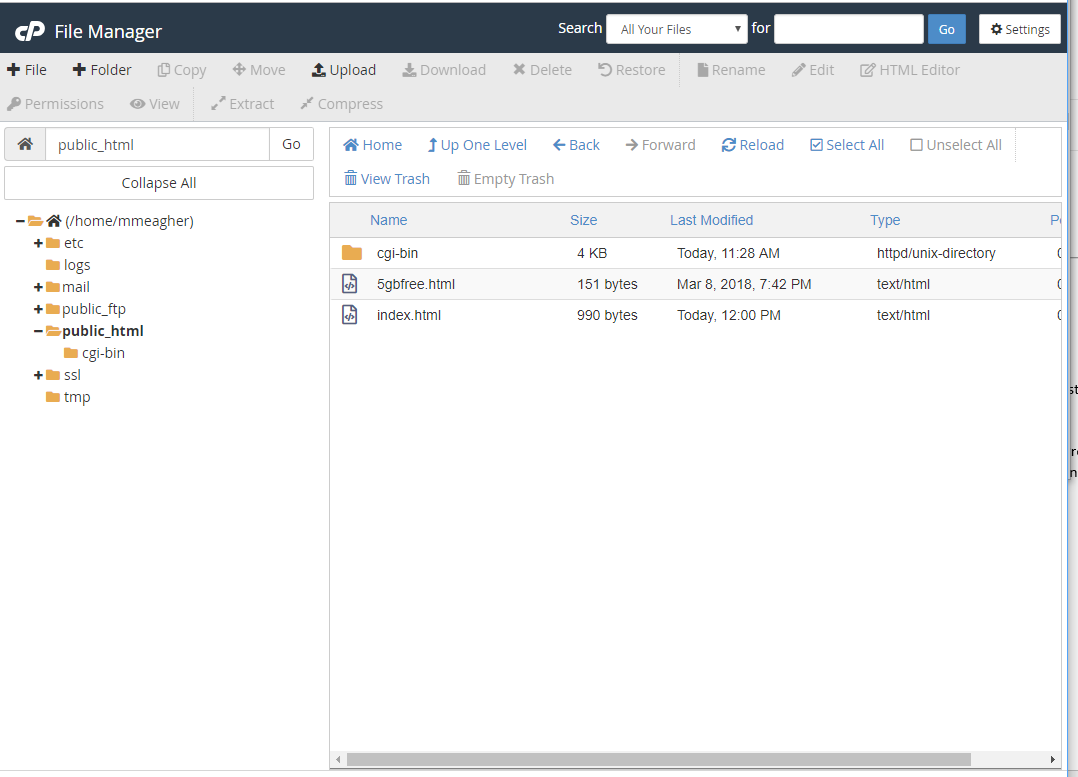 cP File Manager Search All Your Files for Go Settings
File Folder Copy Move Upload Download Delete Restore Rename Edit HTML Editor
Permissions View Extract Compress
public_html Go
Collapse All
(/home/mmeagher)
etc
logs
mail
public_ftp
public_html
cgi-bin
ssl
tmp
Home Up One Level Back Forward Reload Select All Unselect All
View Trash Empty Trash
Name Size Last Modified Type
cgi-bin 4 KB Today, 11:28 AM httpd/unix-directory
5gbfree.html 151 bytes Mar 8, 2018, 7:42 PM text/html
index.html 990 bytes Today, 12:00 PM text/html